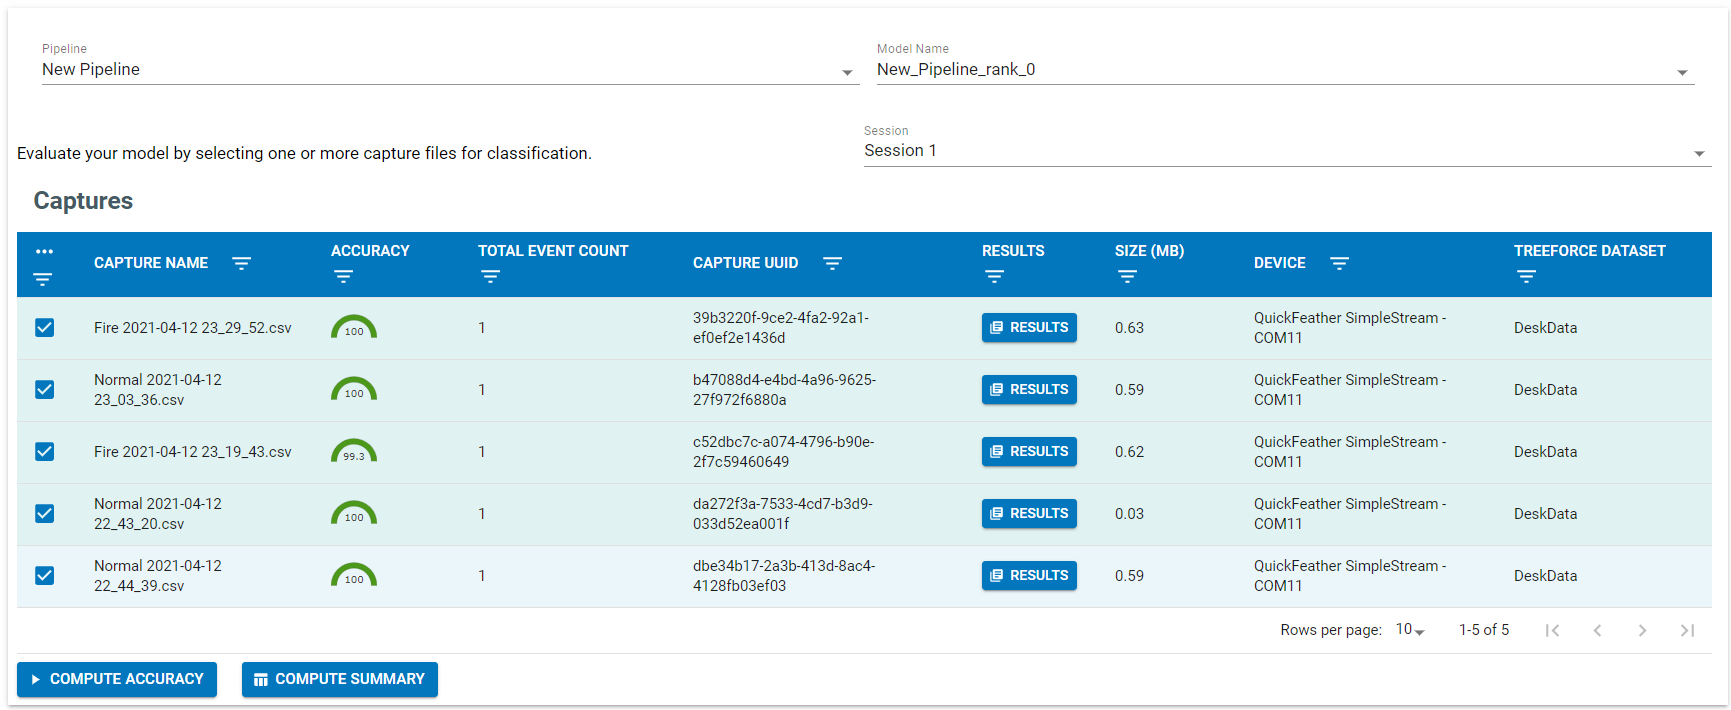 Pipeline
New Pipeline
Model Name
New_Pipeline_rank_0
Evaluate your model by selecting one or more capture files for classification.
Session
Session 1
Captures
CAPTURE NAME ACCURACY TOTAL EVENT COUNT CAPTURE UUID RESULTS SIZE (MB) DEVICE TREEFORCE DATASET
Fire 2021-04-12 23_29_52.csv 100 1 39b3220f-9ce2-4fa2-92a1- RESULTS 0.63 QuickFeather SimpleStream - DeskData
ef0ef2e1436d COM11
Normal 2021-04-12 100 1 b47088d4-e4bd-4a96-9625- RESULTS 0.59 QuickFeather SimpleStream - DeskData
23_03_36.csv 27f972f6880a COM11
Fire 2021-04-12 23_19_43.csv 99.3 1 c52dbc7c-a074-4796-b90e- RESULTS 0.62 QuickFeather SimpleStream - DeskData
2f7c59460649 COM11
Normal 2021-04-12 100 1 da272f3a-7533-4cd7-b3d9- RESULTS 0.03 QuickFeather SimpleStream - DeskData
22_43_20.csv 033d52ea001f COM11
Normal 2021-04-12 100 1 dbe34b17-2a3b-413d-8ac4- RESULTS 0.59 QuickFeather SimpleStream - DeskData
22_44_39.csv 4128fb03ef03 COM11
Rows per page: 10 1-5 of 5
COMPUTE ACCURACY COMPUTE SUMMARY